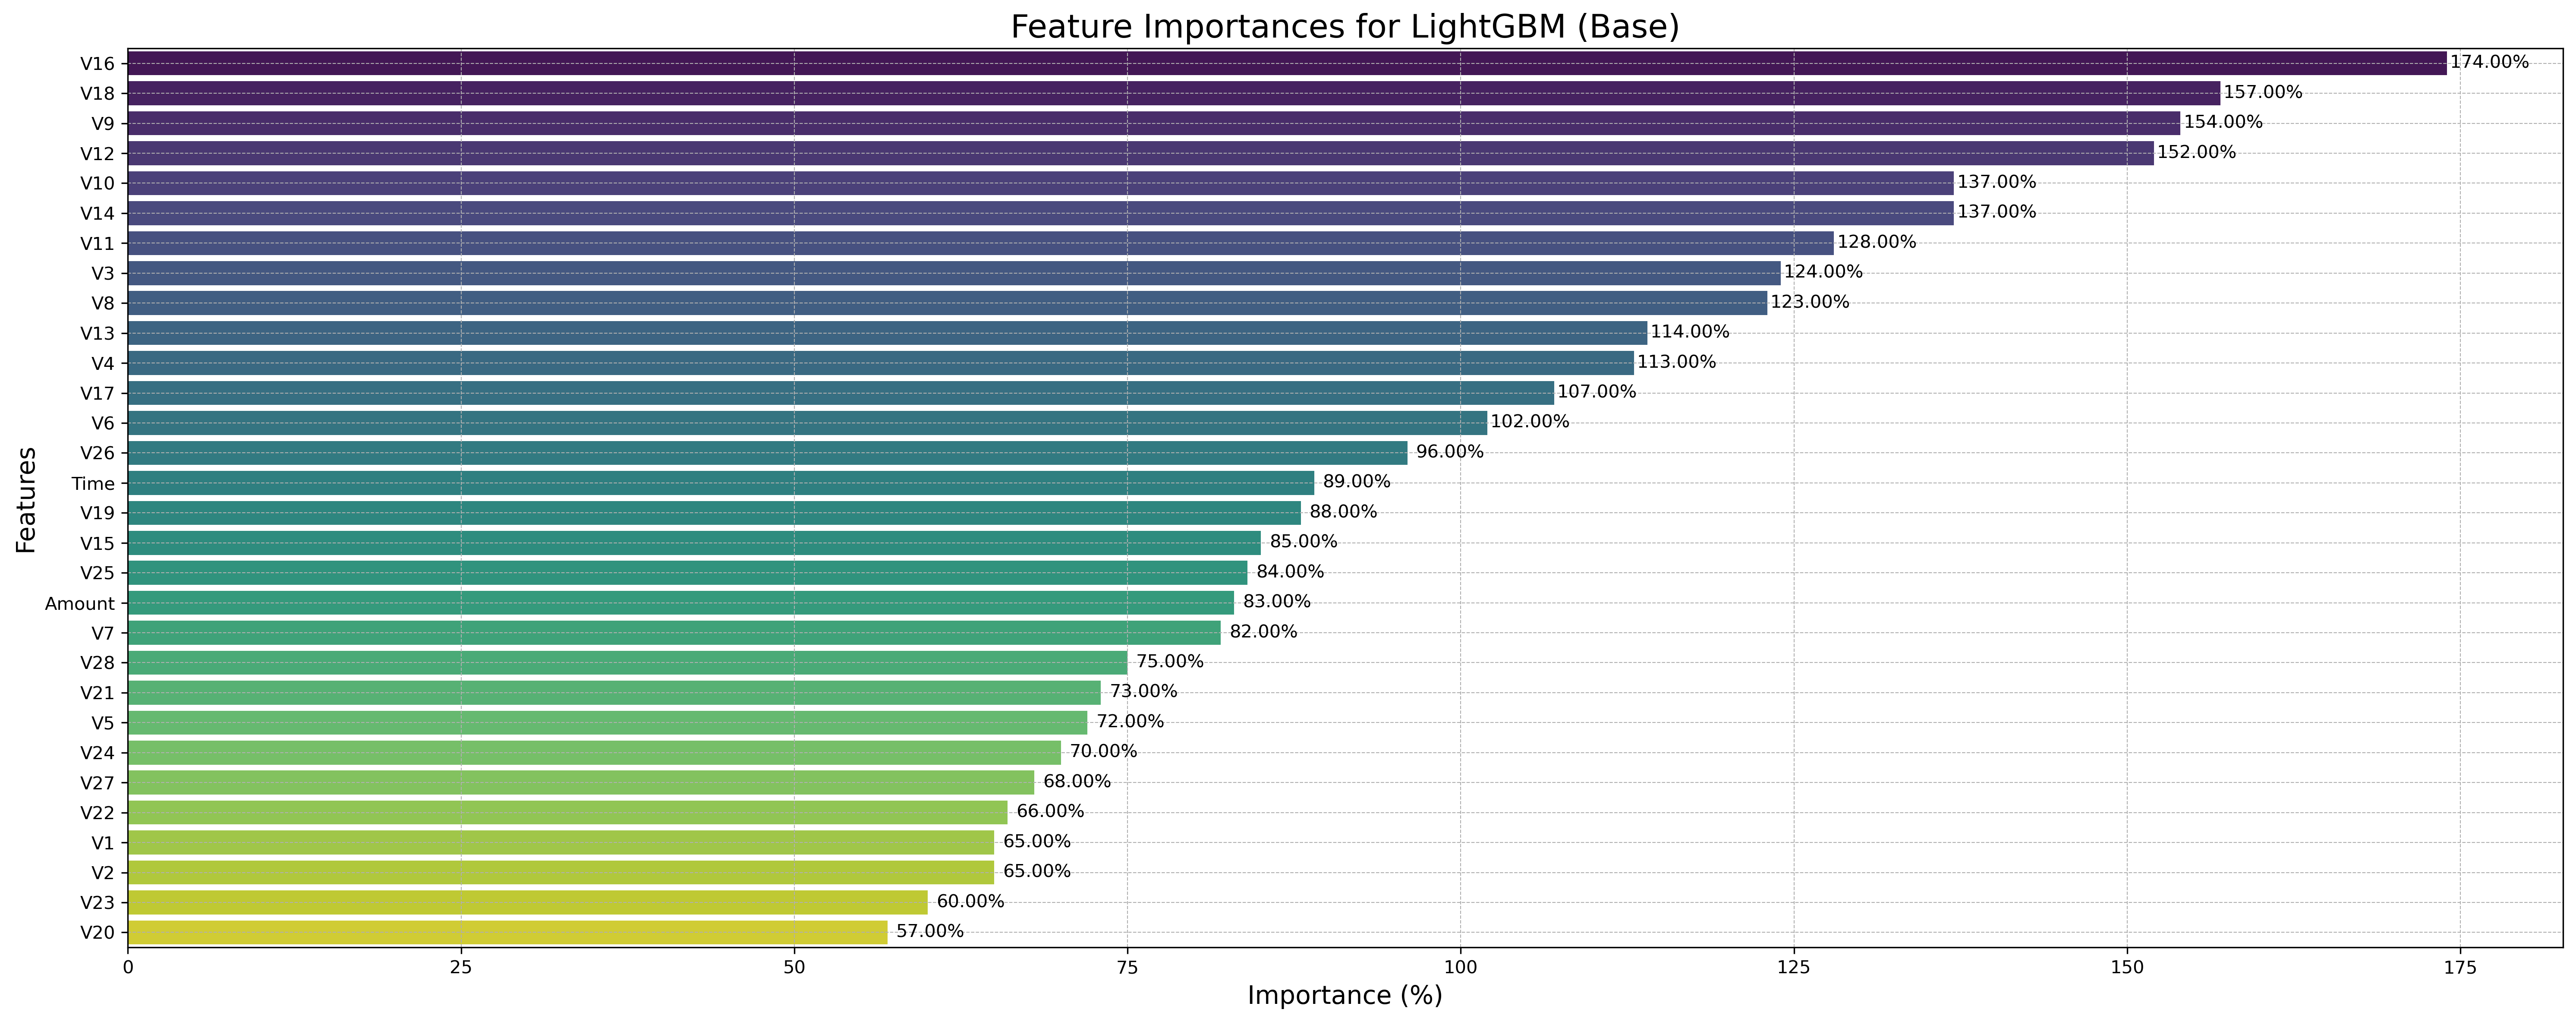 Feature Importances for LightGBM (Base)
V16 174.00%
V18 157.00%
V9 154.00%
V12 152.00%
V10 137.00%
V14 137.00%
V11 128.00%
V3 124.00%
V8 123.00%
V13 114.00%
V4 113.00%
V17 107.00%
V6 102.00%
V26 96.00%
Time 89.00%
V19 88.00%
V15 85.00%
V25 84.00%
Amount 83.00%
V7 82.00%
V28 75.00%
V21 73.00%
V5 72.00%
V24 70.00%
V27 68.00%
V22 66.00%
V1 65.00%
V2 65.00%
V23 60.00%
V20 57.00%
Features
0 25 50 75 100 125 150 175
Importance (%)